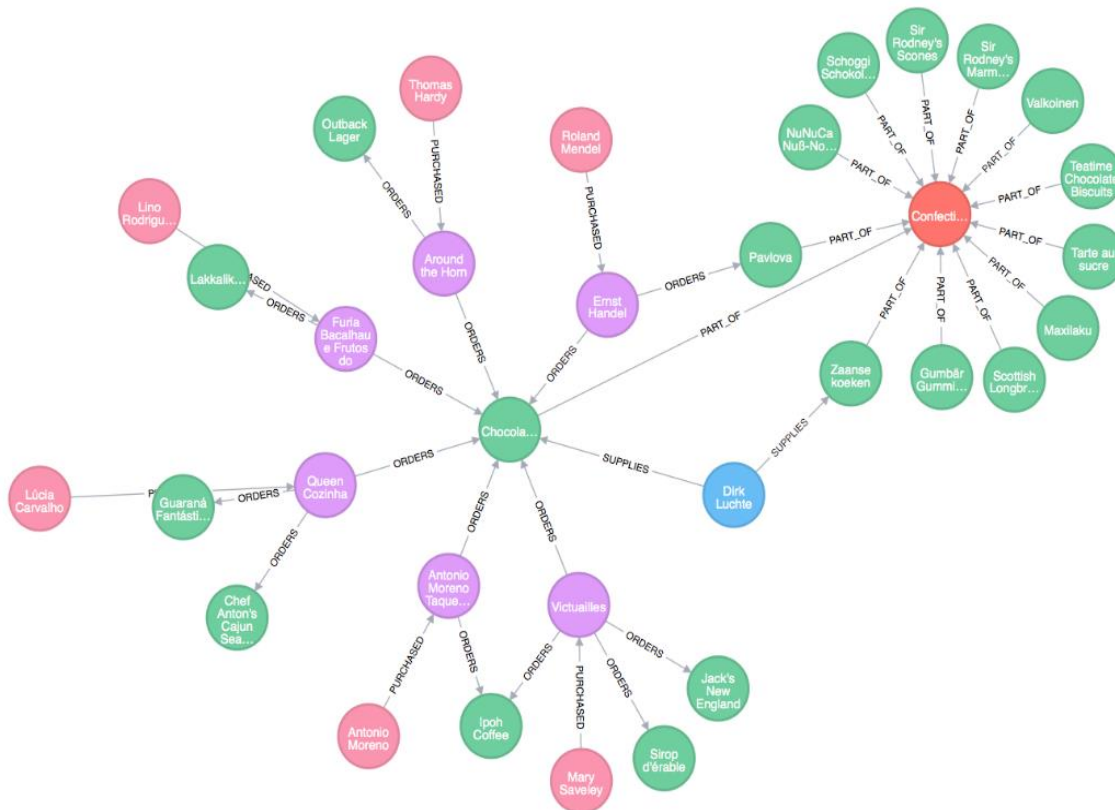 Sir
Rodney's
Scones
Sir
Rodney's
Marm...
Schoggi
Schokol...
Valkoinen
NuNuCa
Nuß-No...
Teatime
Chocolate
Biscuits
Tarte au
sucre
Maxilaku
Scottish
Longbr...
Gumbär
Gummi...
Zaanse
koeken
Confecti...
PART_OF
PART_OF
PART_OF
PART_OF
PART_OF
PART_OF
PART_OF
PART_OF
PART_OF
PART_OF
PART_OF
PART_OF
PART_OF
Thomas
Hardy
PURCHASED
Outback
Lager
ORDERS
Around
the Horn
ORDERS
Roland
Mendel
PURCHASED
Ernst
Handel
ORDERS
Pavlova
ORDERS
Lino
Rodrigu...
ASED
Lakkalik...
ORDERS
Furia
Bacalhau
e Frutos
do
ORDERS
Chocola...
SUPPLIES
SUPPLIES
Dirk
Luchte
Lúcia
Carvalho
P
Guaraná
Fantásti...
ORDERS
Queen
Cozinha
ORDERS
ORDERS
Chef
Anton's
Cajun
Sea...
Antonio
Moreno
Taque...
ORDERS
PURCHASED
Antonio
Moreno
ORDERS
Ipoh
Coffee
Victuailles
ORDERS
ORDERS
ORDERS
ORDERS
PURCHASED
Mary
Saveley
Sirop
d'érable
Jack's
New
England